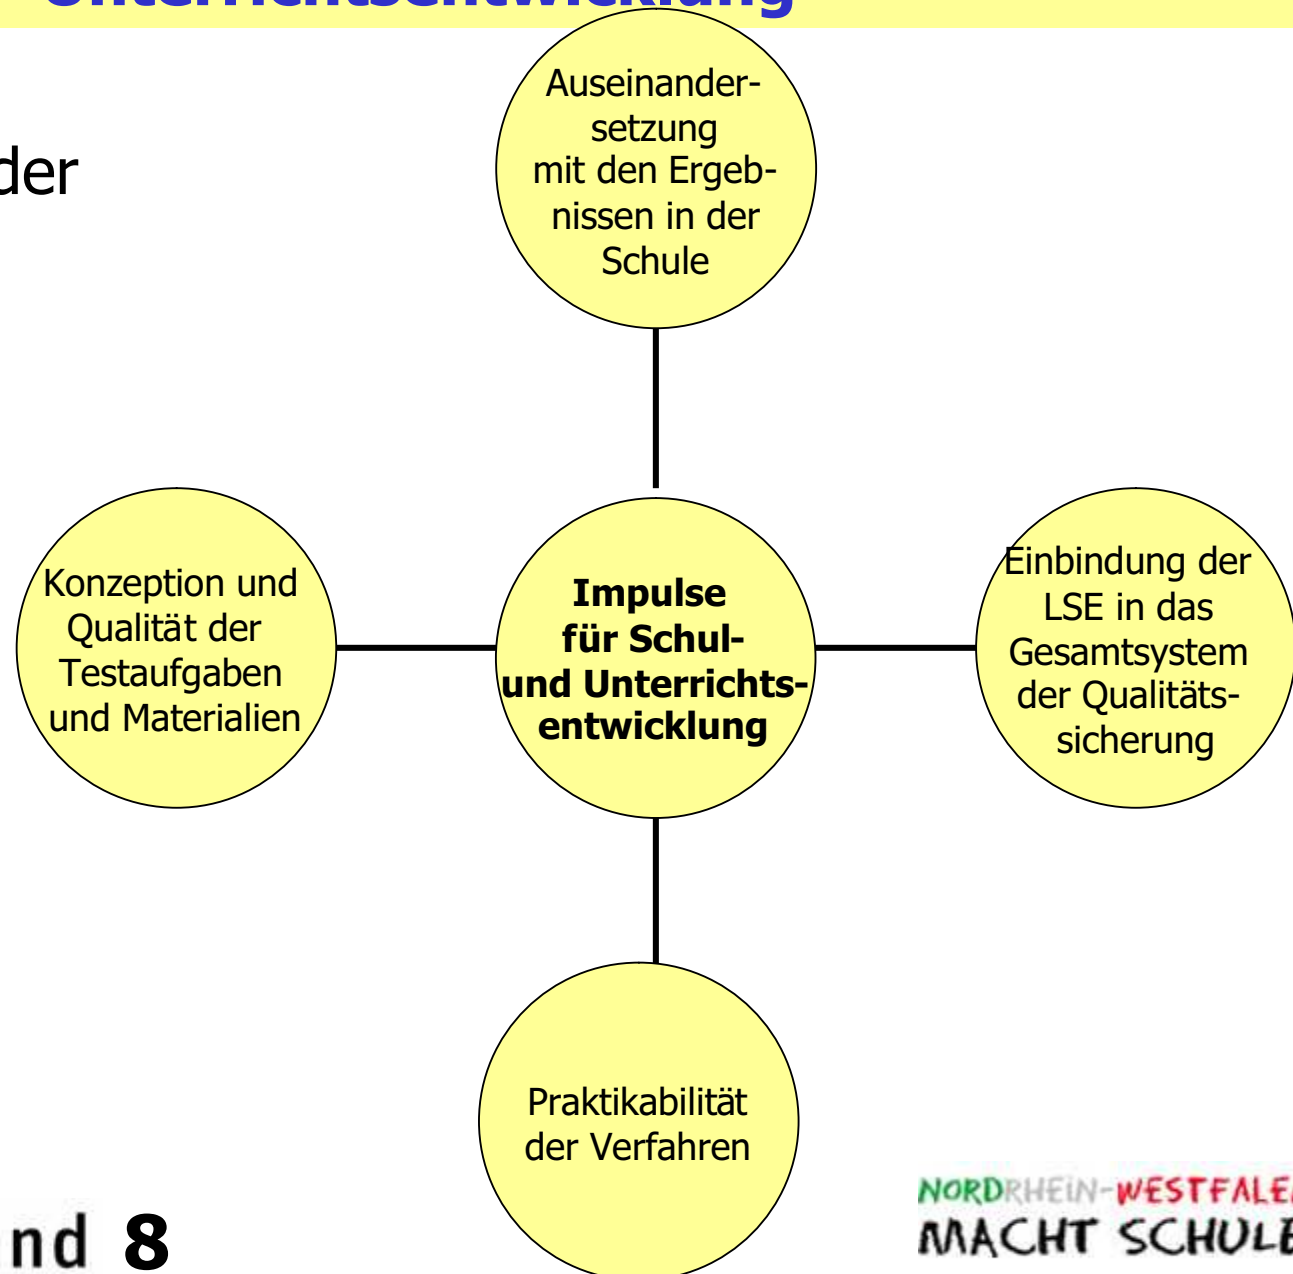 Unterrichtsentwicklung
der
Auseinander-
setzung
mit den Ergeb-
nissen in der
Schule
Konzeption und
Qualität der
Testaufgaben
und Materialien
Impulse
für Schul-
und Unterrichts-
entwicklung
Einbindung der
LSE in das
Gesamtsystem
der Qualitäts-
sicherung
Praktikabilität
der Verfahren
nd 8
NORDRHEIN-WESTFALEN
MACHT SCHULE